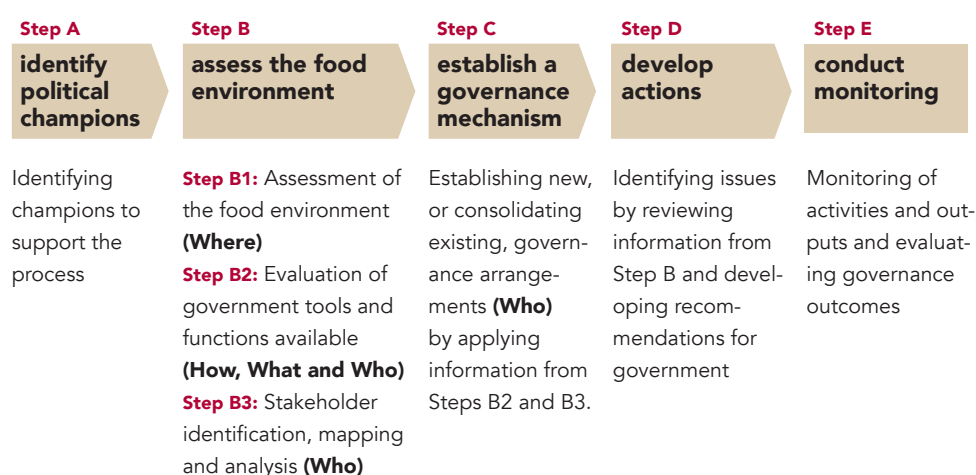 Step A
identify
political
champions
Identifying
champions to
support the
process
Step B
assess the food
environment
Step B1: Assessment of
the food environment
(Where)
Step B2: Evaluation of
government tools and
functions available
(How, What and Who)
Step B3: Stakeholder
identification, mapping
and analysis (Who)
Step C
establish a
governance
mechanism
Establishing new,
or consolidating
existing, govern-
ance arrange-
ments (Who)
by applying
information from
Steps B2 and B3.
Step D
develop
actions
Identifying issues
by reviewing
information from
Step B and devel-
oping recom-
mendations for
government
Step E
conduct
monitoring
Monitoring of
activities and out-
puts and evaluat-
ing governance
outcomes